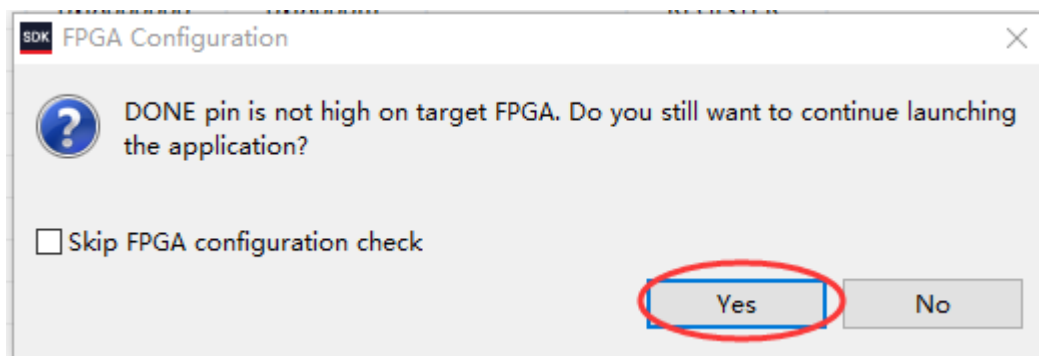 SDK FPGA Configuration
DONE pin is not high on target FPGA. Do you still want to continue launching
the application?
Skip FPGA configuration check
Yes No